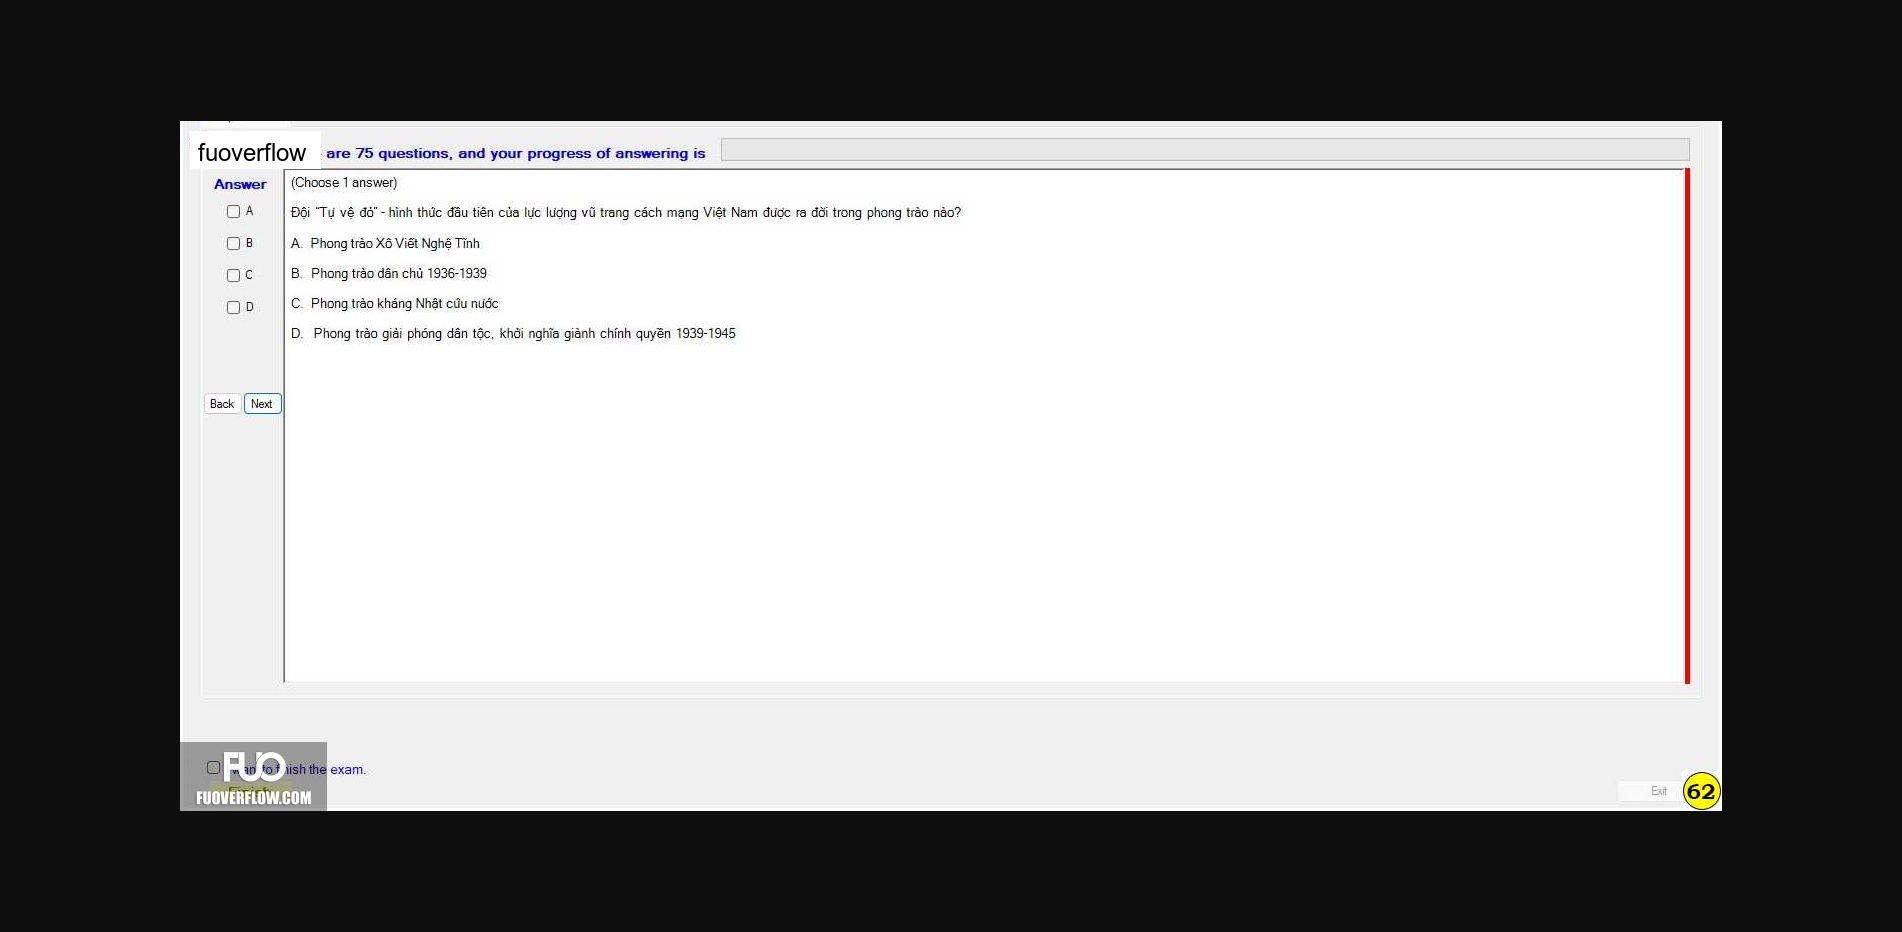 fuoverflow are 75 questions, and your progress of answering is
Answer
(Choose 1 answer)
A
Đội "Tự vệ đỏ" - hình thức đầu tiên của lực lượng vũ trang cách mạng Việt Nam được ra đời trong phong trào nào?
B
A. Phong trào Xô Viết Nghệ Tĩnh
C
B. Phong trào dân chủ 1936-1939
D
C. Phong trào kháng Nhật cứu nước
D. Phong trào giải phóng dân tộc, khởi nghĩa giành chính quyền 1939-1945
Back Next
FUO
want to finish the exam.
Finish
FUOVERFLOW.COM
Exit
62